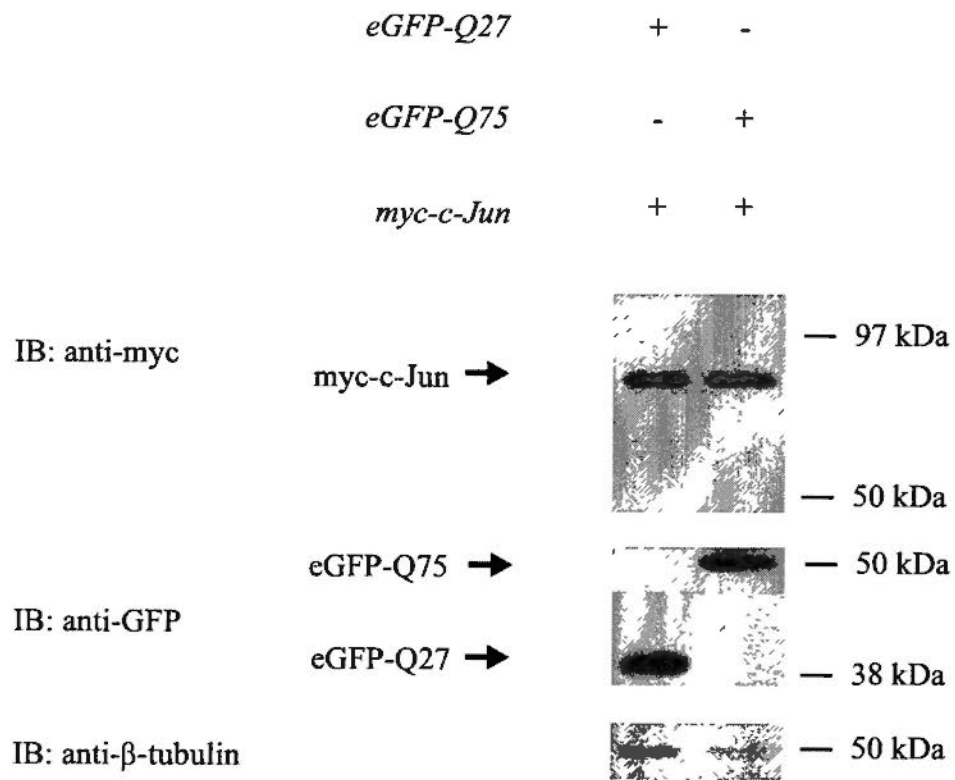 eGFP-Q27 + -
eGFP-Q75 - +
myc-c-Jun + +
IB: anti-myc
97 kDa
myc-c-Jun
50 kDa
eGFP-Q75
50 kDa
IB: anti-GFP
eGFP-Q27
38 kDa
IB: anti-β-tubulin
50 kDa